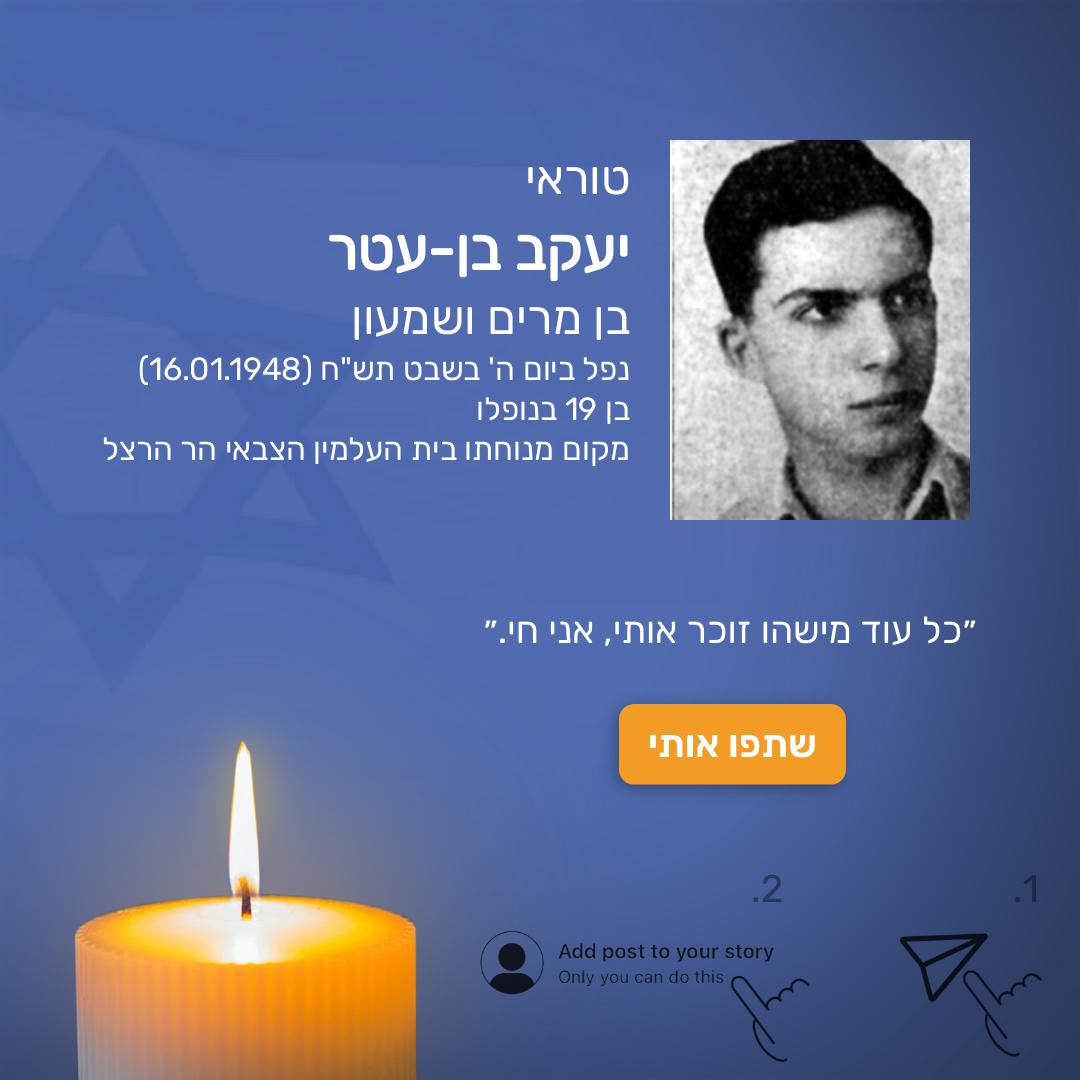 טוראי
יעקב בן-עטר
בן מרים ושמעון
נפל ביום ה' בשבט תש"ח (16.01.1948)
בן 19 בנופלו
מקום מנוחתו בית העלמין הצבאי הר הרצל
״כל עוד מישהו זוכר אותי, אני חי.״
שתפו אותי
.1
.2
Add post to your story
Only you can do this